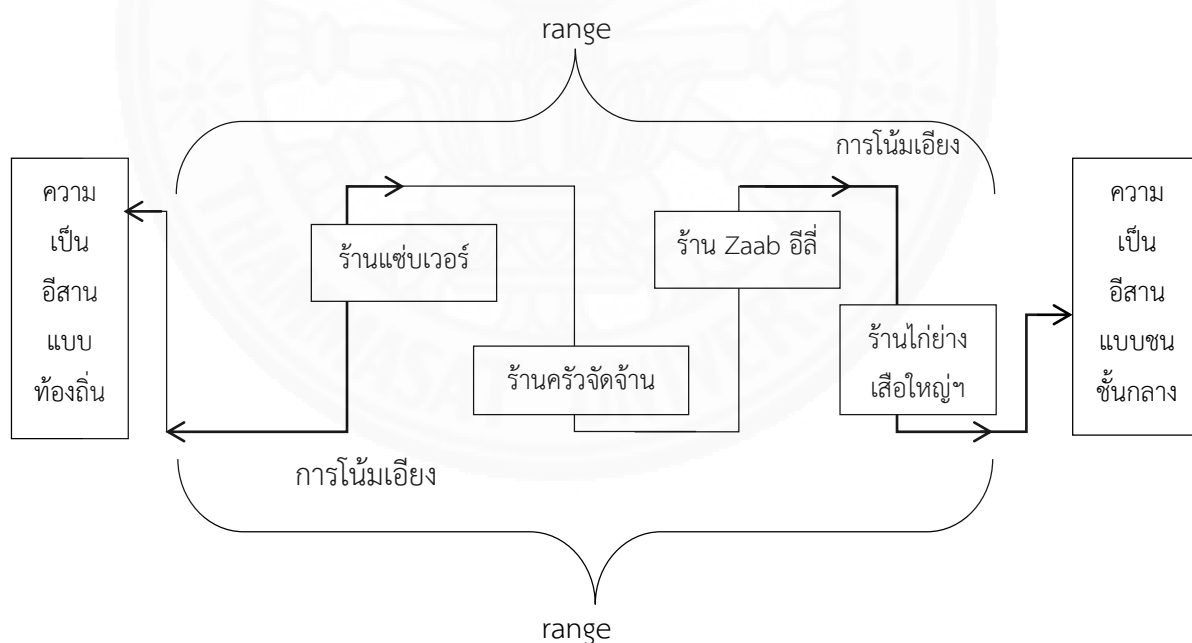 range
การโน้มเอียง
ความ
เป็น
อีสาน
แบบ
ท้องถิ่น
ร้านแซ่บเวอร์
ร้านครัวจัดจ้าน
ร้าน Zaab อีลี่
ร้านไก่ย่าง
เสือใหญ่ฯ
ความ
เป็น
อีสาน
แบบชน
ชั้นกลาง
การโน้มเอียง
range